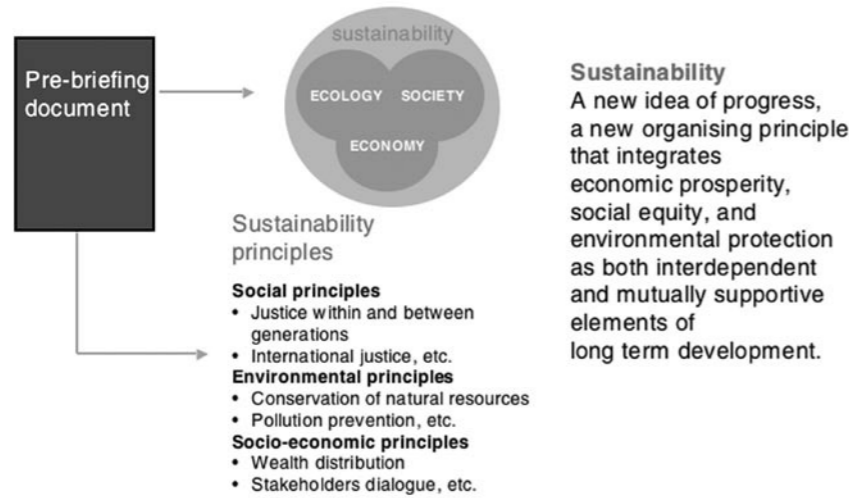 Pre-briefing
document
sustainability
ECOLOGY SOCIETY
ECONOMY
Sustainability
principles
Social principles
• Justice within and between
generations
• International justice, etc.
Environmental principles
• Conservation of natural resources
• Pollution prevention, etc.
Socio-economic principles
• Wealth distribution
• Stakeholders dialogue, etc.
Sustainability
A new idea of progress,
a new organising principle
that integrates
economic prosperity,
social equity, and
environmental protection
as both interdependent
and mutually supportive
elements of
long term development.